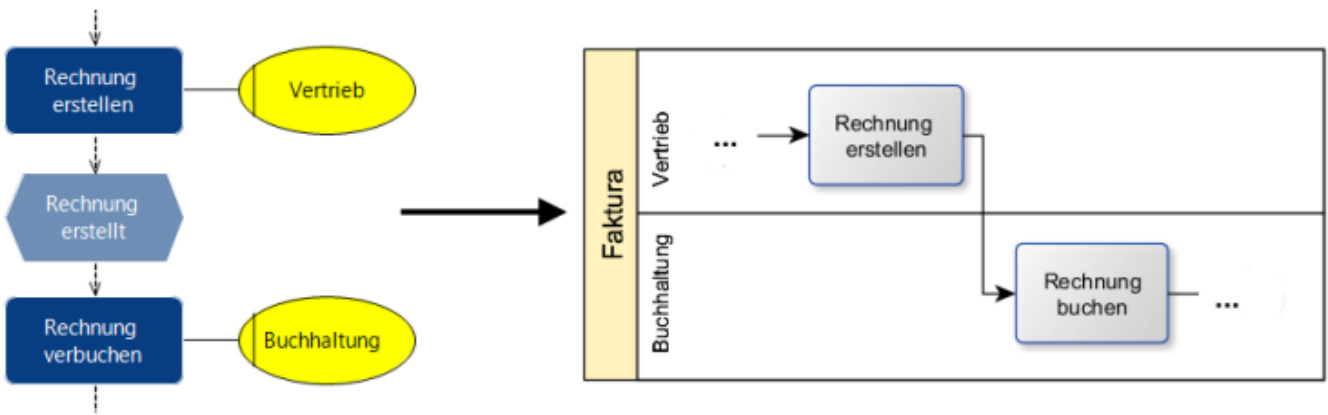 Rechnung
erstellen
Vertrieb
Rechnung
erstellt
Rechnung
verbuchen
Buchhaltung
Faktura
Vertrieb
...
Rechnung
erstellen
Buchhaltung
Rechnung
buchen
...